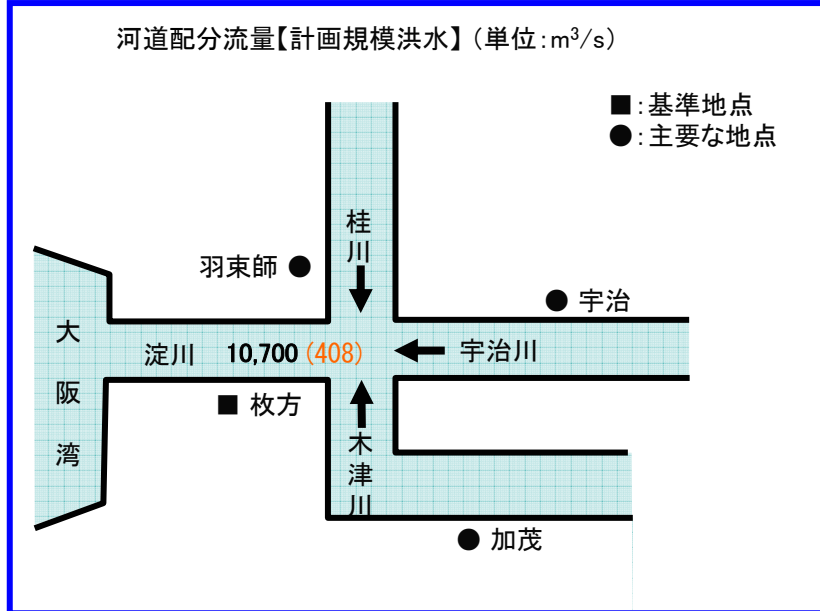 河道配分流量【計画規模洪水】（単位：m³/s）
■：基準地点
●：主要な地点
桂川
羽束師 ●
● 宇治
大阪湾
淀川 10,700 (408)
宇治川
■ 枚方
木津川
● 加茂